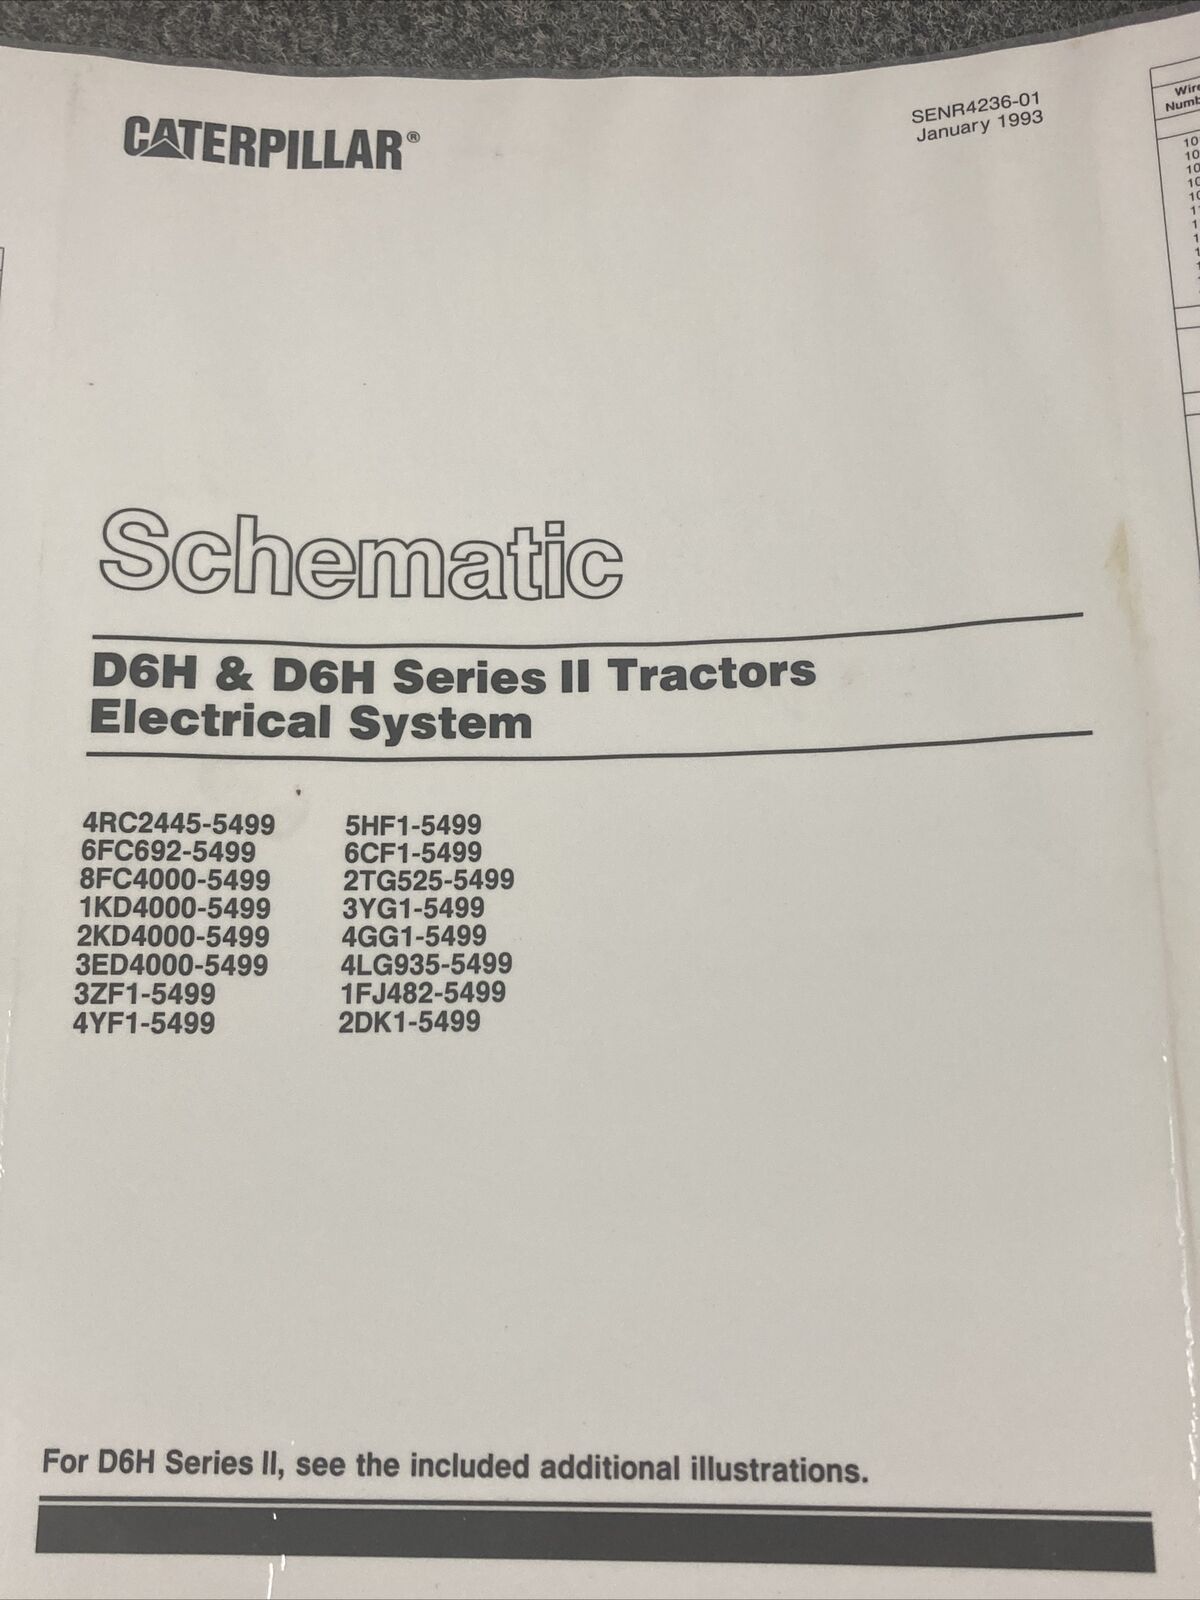 CATERPILLAR®
SENR4236-01
January 1993
Schematic
D6H & D6H Series II Tractors
Electrical System
4RC2445-5499
6FC692-5499
8FC4000-5499
1KD4000-5499
2KD4000-5499
3ED4000-5499
3ZF1-5499
4YF1-5499
5HF1-5499
6CF1-5499
2TG525-5499
3YG1-5499
4GG1-5499
4LG935-5499
1FJ482-5499
2DK1-5499
For D6H Series II, see the included additional illustrations.